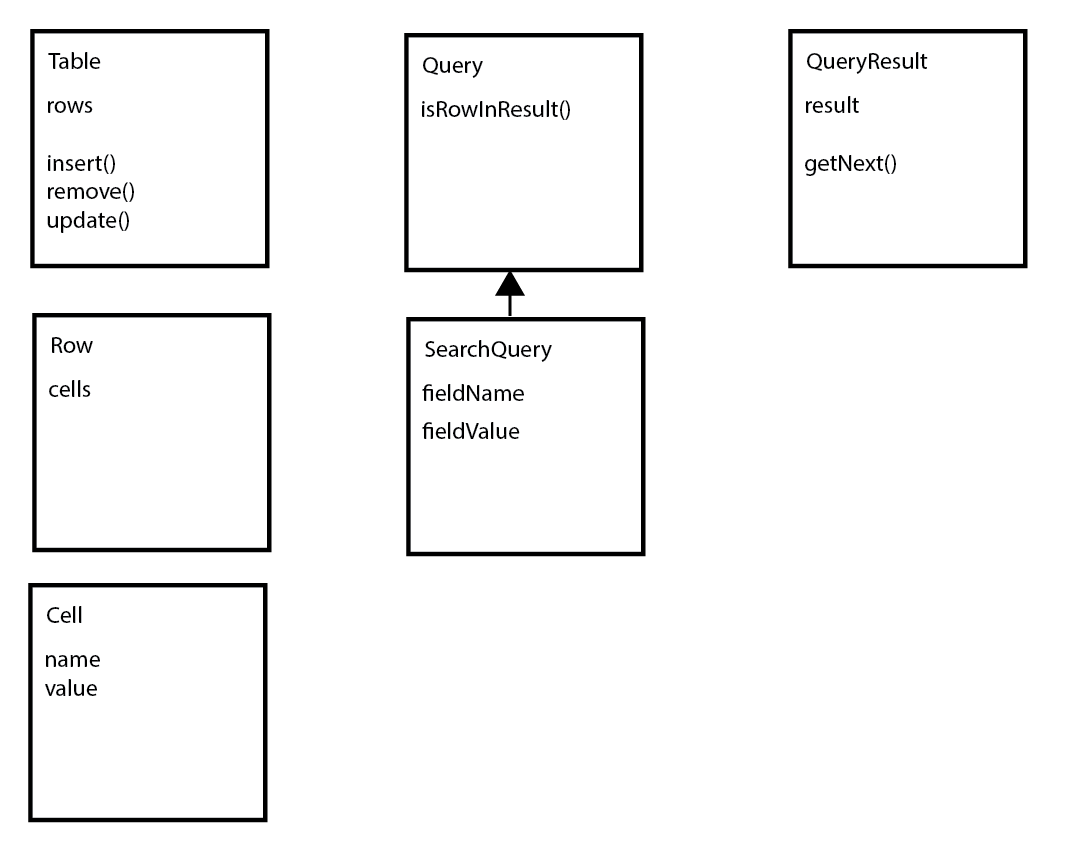 Table
rows
insert()
remove()
update()
Query
isRowInResult()
QueryResult
result
getNext()
Row
cells
SearchQuery
fieldName
fieldValue
Cell
name
value